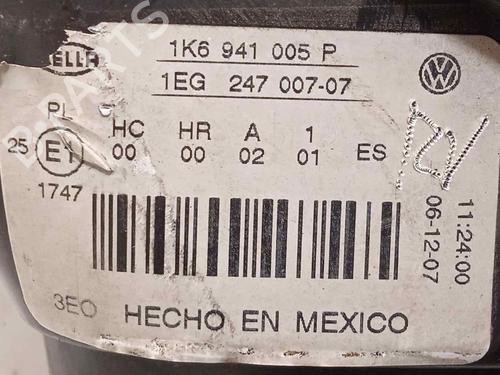 ELLA 1K6 941 005 P
1EG 247 007-07
PL HC HR A 1
25 E1 00 00 02 01 ES
1747
11:24:00
06-12-07
3EO HECHO EN MEXICO